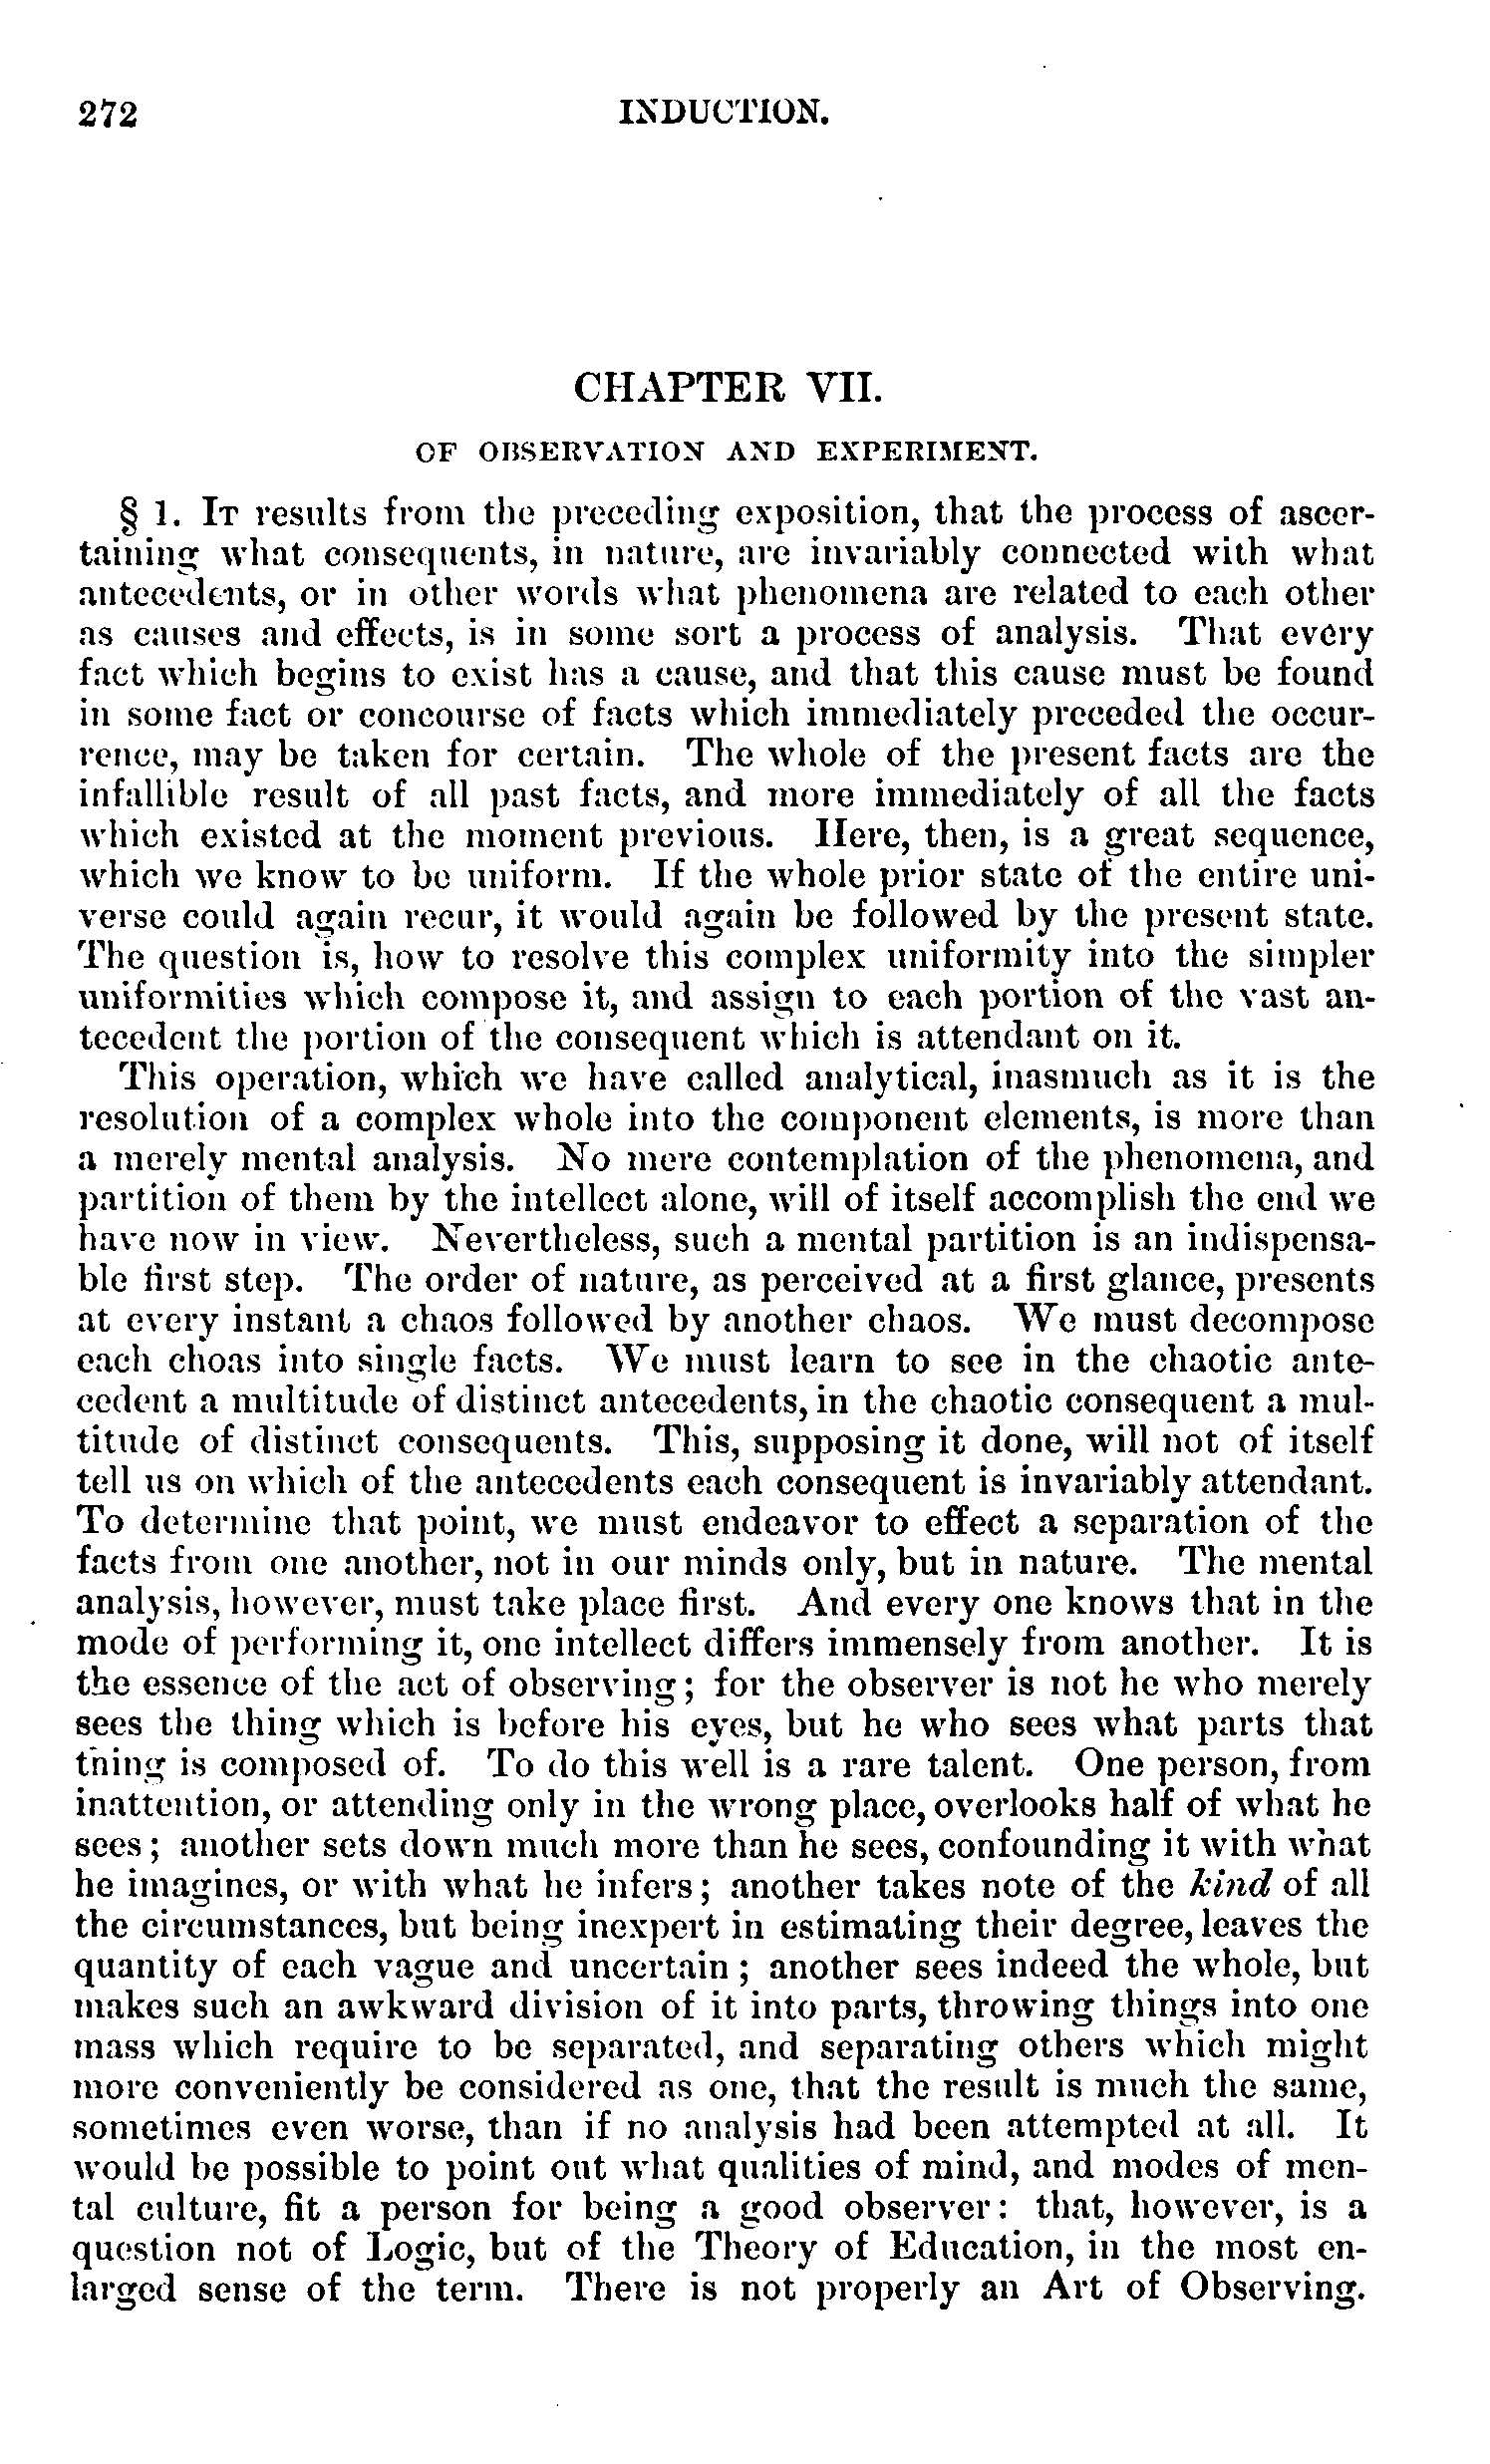 272 INDUCTION.
CHAPTER VII.
OF OBSERVATION AND EXPERIMENT.
§ 1. IT results from the preceding exposition, that the process of ascer-
taining what consequents, in nature, are invariably connected with what
antecedents, or in other words what phenomena are related to each other
as causes and effects, is in some sort a process of analysis. That every
fact which begins to exist has a cause, and that this cause must be found
in some fact or concourse of facts which immediately preceded the occur-
rence, may be taken for certain. The whole of the present facts are the
infallible result of all past facts, and more immediately of all the facts
which existed at the moment previous. Here, then, is a great sequence,
which we know to be uniform. If the whole prior state of the entire uni-
verse could again recur, it would again be followed by the present state.
The question is, how to resolve this complex uniformity into the simpler
uniformities which compose it, and assign to each portion of the vast an-
tecedent the portion of the consequent which is attendant on it.
This operation, which we have called analytical, inasmuch as it is the
resolution of a complex whole into the component elements, is more than
a merely mental analysis. No mere contemplation of the phenomena, and
partition of them by the intellect alone, will of itself accomplish the end we
have now in view. Nevertheless, such a mental partition is an indispensa-
ble first step. The order of nature, as perceived at a first glance, presents
at every instant a chaos followed by another chaos. We must decompose
each choas into single facts. We must learn to see in the chaotic ante-
cedent a multitude of distinct antecedents, in the chaotic consequent a mul-
titude of distinct consequents. This, supposing it done, will not of itself
tell us on which of the antecedents each consequent is invariably attendant.
To determine that point, we must endeavor to effect a separation of the
facts from one another, not in our minds only, but in nature. The mental
analysis, however, must take place first. And every one knows that in the
mode of performing it, one intellect differs immensely from another. It is
the essence of the act of observing; for the observer is not he who merely
sees the thing which is before his eyes, but he who sees what parts that
thing is composed of. To do this well is a rare talent. One person, from
inattention, or attending only in the wrong place, overlooks half of what he
sees; another sets down much more than he sees, confounding it with what
he imagines, or with what he infers; another takes note of the kind of all
the circumstances, but being inexpert in estimating their degree, leaves the
quantity of each vague and uncertain; another sees indeed the whole, but
makes such an awkward division of it into parts, throwing things into one
mass which require to be separated, and separating others which might
more conveniently be considered as one, that the result is much the same,
sometimes even worse, than if no analysis had been attempted at all. It
would be possible to point out what qualities of mind, and modes of men-
tal culture, fit a person for being a good observer: that, however, is a
question not of Logic, but of the Theory of Education, in the most en-
larged sense of the term. There is not properly an Art of Observing.